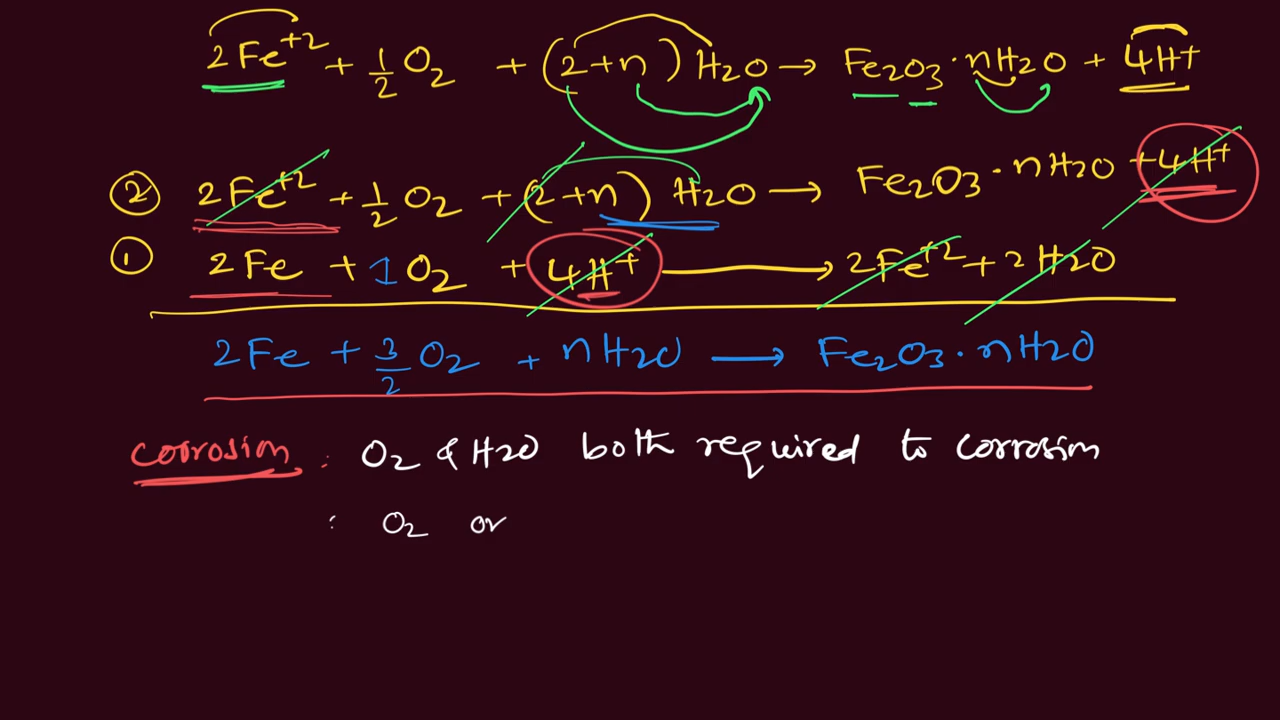 2Fe⁺² + 1/2 O₂ + (2+n) H₂O → Fe₂O₃·nH₂O + 4H⁺
② 2Fe⁺² + 1/2 O₂ + (2+n) H₂O → Fe₂O₃·nH₂O + 4H⁺
① 2Fe + 1O₂ + 4H⁺ → 2Fe⁺² + 2H₂O
2Fe + 3/2 O₂ + nH₂O → Fe₂O₃·nH₂O
Corrosion : O₂ & H₂O both required to corrosion
: O₂ or